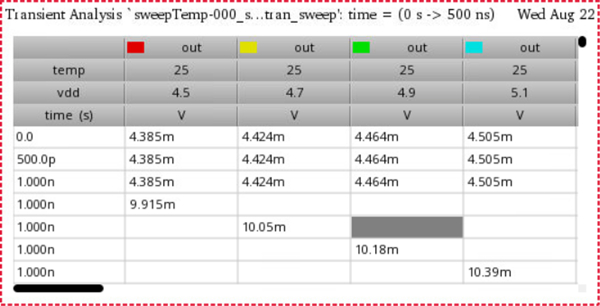 Transient Analysis `sweepTemp-000_s...tran_sweep': time = (0 s -> 500 ns) Wed Aug 22
out out out out
temp 25 25 25 25
vdd 4.5 4.7 4.9 5.1
time (s) V V V V
0.0 4.385m 4.424m 4.464m 4.505m
500.0p 4.385m 4.424m 4.464m 4.505m
1.000n 4.385m 4.424m 4.464m 4.505m
1.000n 9.915m
1.000n 10.05m
1.000n 10.18m
1.000n 10.39m